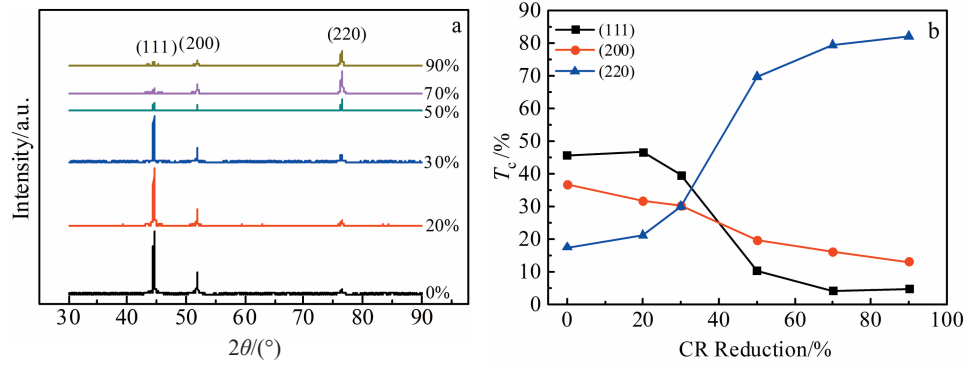 a
(111)
(200)
(220)
90%
70%
50%
30%
20%
0%
Intensity/a.u.
30 40 50 60 70 80 90
2θ/(°)
b
(111)
(200)
(220)
90
80
70
60
50
40
30
20
10
0
Tc /%
0 20 40 60 80 100
CR Reduction/%